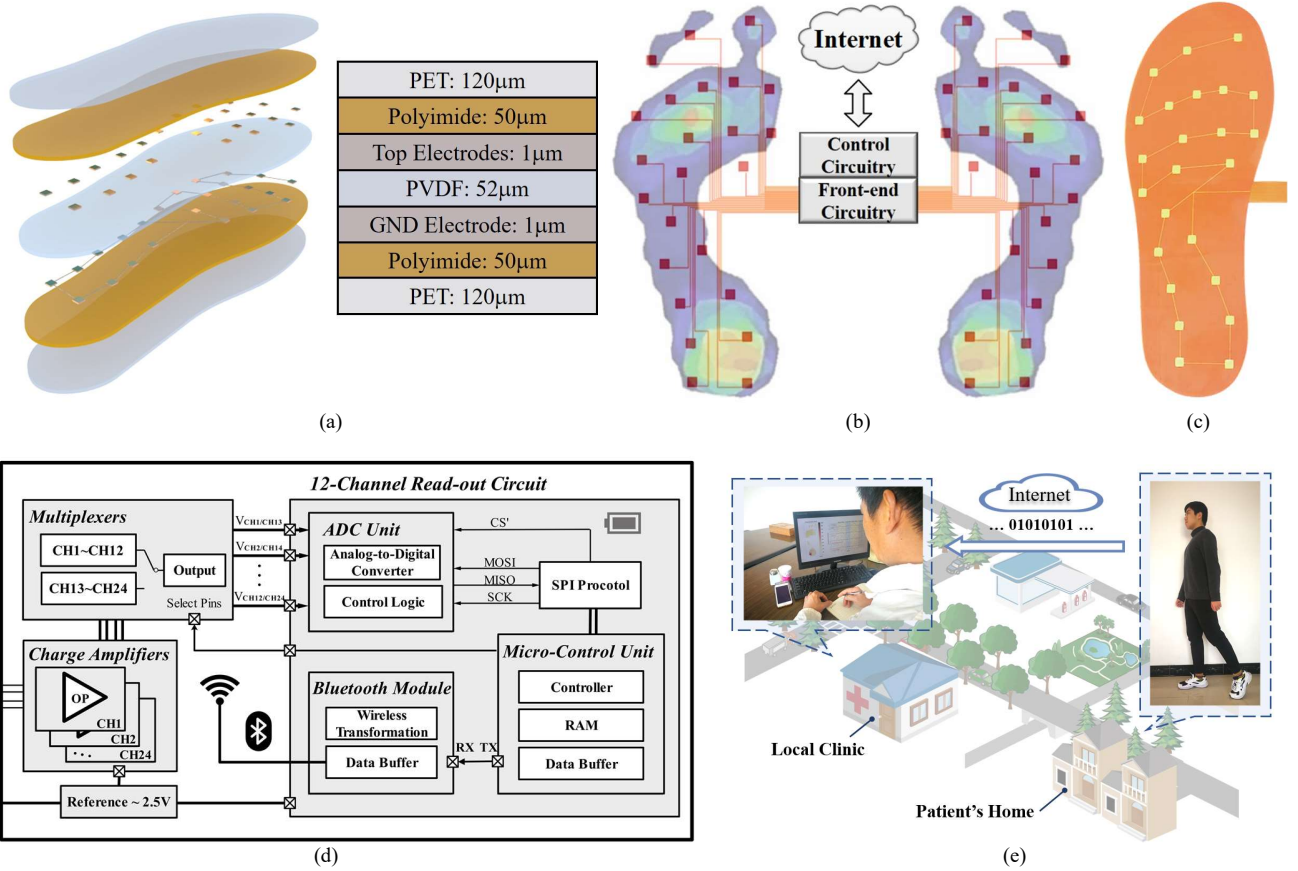 PET: 120μm
Polyimide: 50μm
Top Electrodes: 1μm
PVDF: 52μm
GND Electrode: 1μm
Polyimide: 50μm
PET: 120μm
(a)
Internet
Control
Circuitry
Front-end
Circuitry
(b)
(c)
12-Channel Read-out Circuit
Multiplexers
CH1~CH12
CH13~CH24
Output
Select Pins
VCH1/CH13
VCH2/CH14
VCH12/CH24
ADC Unit
Analog-to-Digital
Converter
Control Logic
CS'
MOSI
MISO
SCK
SPI Procotol
Charge Amplifiers
OP
CH1
CH2
...
CH24
Reference ~ 2.5V
Bluetooth Module
Wireless
Transformation
Data Buffer
RX TX
Micro-Control Unit
Controller
RAM
Data Buffer
(d)
Internet
... 01010101 ...
Local Clinic
Patient's Home
(e)